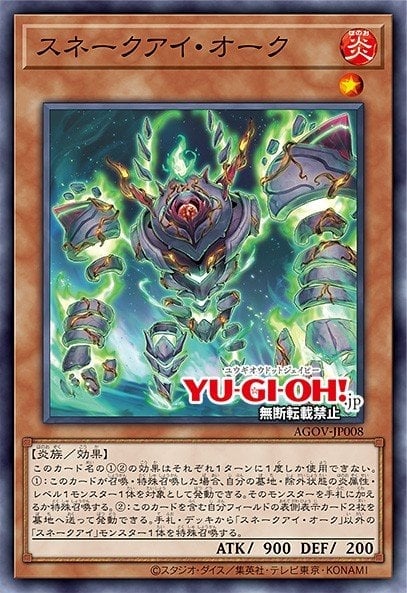 スネークアイ・オーク
ほのお
炎
ユウギオウドットジェイピー
YU-GI-OH!.jp
無断転載禁止
AGOV-JP008
【炎族/効果】
このカード名の①②の効果はそれぞれ1ターンに1度しか使用できない。
①:このカードが召喚・特殊召喚した場合、自分の墓地・除外状態の炎属性・
レベル1モンスター1体を対象として発動できる。そのモンスターを手札に加え
るか特殊召喚する。②:このカードを含む自分フィールドの表側表示カード2枚を
墓地へ送って発動できる。手札・デッキから「スネークアイ・オーク」以外の
「スネークアイ」モンスター1体を特殊召喚する。
ATK/ 900 DEF/ 200
©スタジオ・ダイス/集英社・テレビ東京・KONAMI